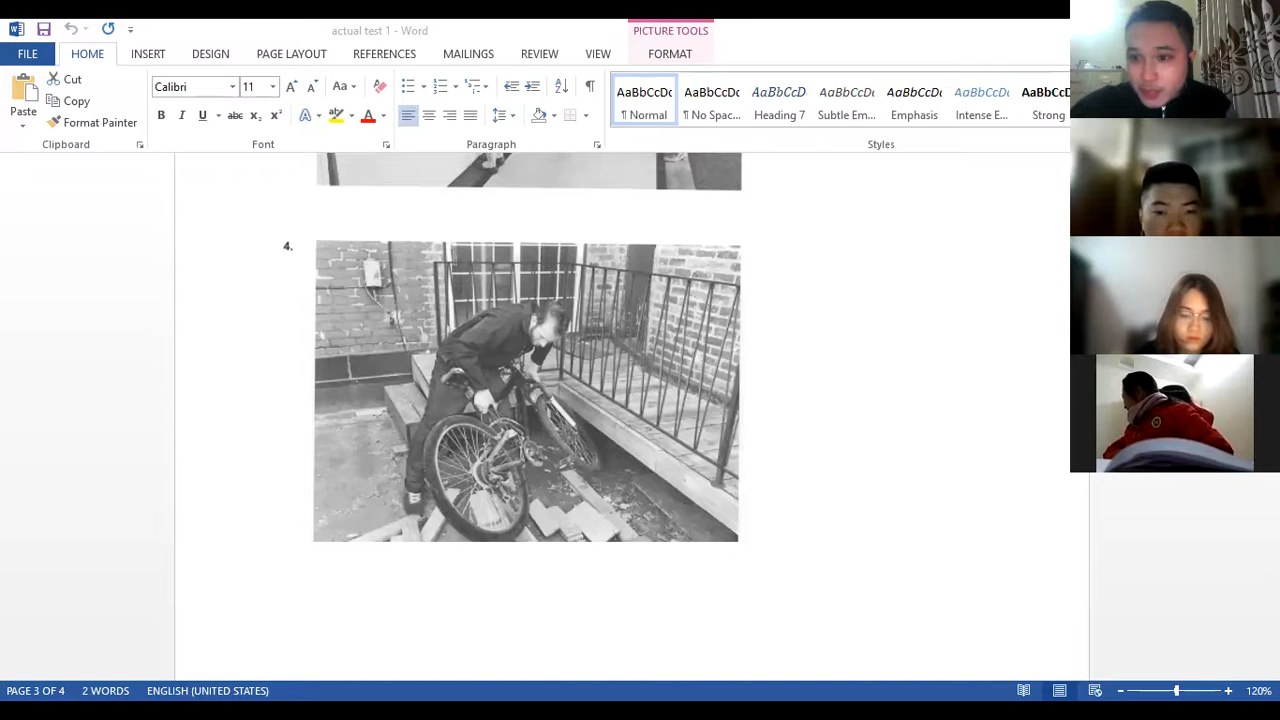 actual test 1 - Word
PICTURE TOOLS
FILE HOME INSERT DESIGN PAGE LAYOUT REFERENCES MAILINGS REVIEW VIEW FORMAT
Paste
Cut
Copy
Format Painter
Clipboard
Calibri 11
Font
Paragraph
AaBbCcDc AaBbCcDc AaBbCcD AaBbCcDc AaBbCcDc AaBbCcDc AaBbCcDc
¶ Normal ¶ No Spac... Heading 7 Subtle Em... Emphasis Intense E... Strong
Styles
4.
PAGE 3 OF 4 2 WORDS ENGLISH (UNITED STATES) 120%